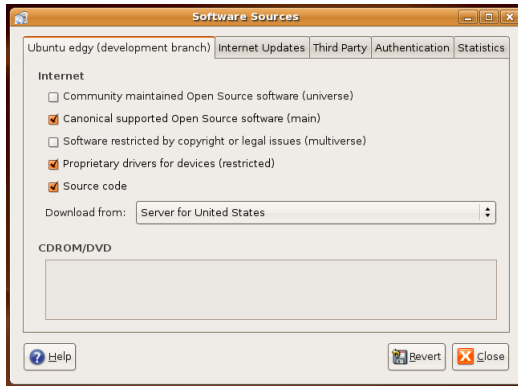 Software Sources
Ubuntu edgy (development branch) Internet Updates Third Party Authentication Statistics
Internet
Community maintained Open Source software (universe)
Canonical supported Open Source software (main)
Software restricted by copyright or legal issues (multiverse)
Proprietary drivers for devices (restricted)
Source code
Download from: Server for United States
CDROM/DVD
Help Revert Close